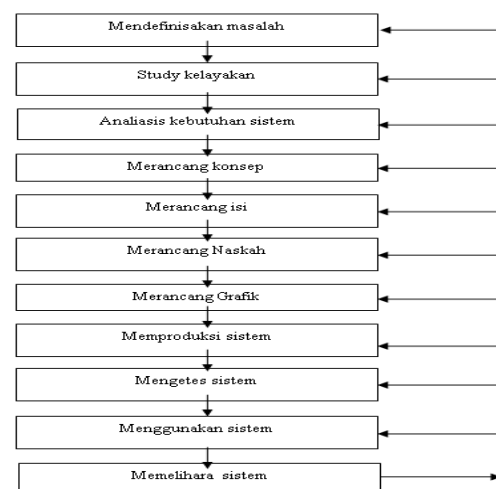 Mendefinisakan masalah
Study kelayakan
Analiasis kebutuhan sistem
Merancang konsep
Merancang isi
Merancang Naskah
Merancang Grafik
Memproduksi sistem
Mengetes sistem
Menggunakan sistem
Memelihara sistem